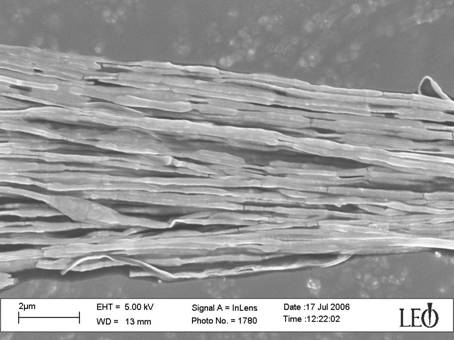 2µm EHT = 5.00 kV Signal A = InLens Date :17 Jul 2006
WD = 13 mm Photo No. = 1780 Time :12:22:02
LEO